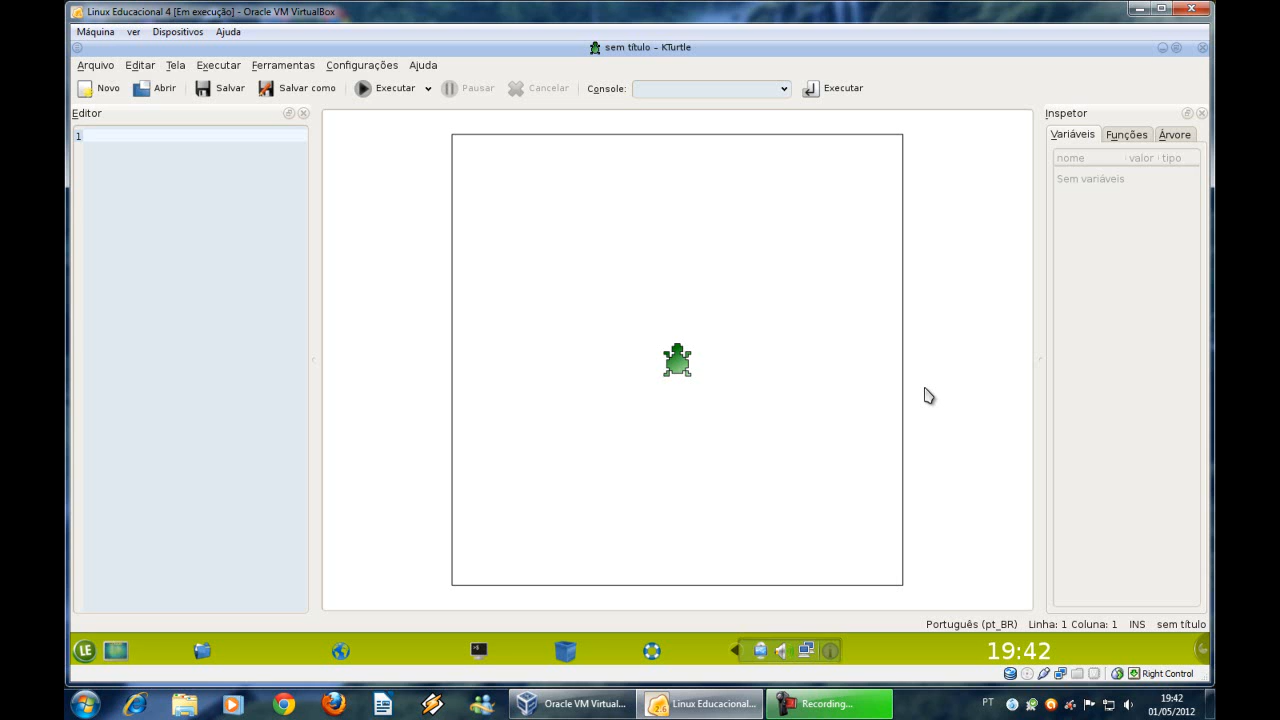 Linux Educacional 4 [Em execução] - Oracle VM VirtualBox
Máquina ver Dispositivos Ajuda
sem título – KTurtle
Arquivo Editar Tela Executar Ferramentas Configurações Ajuda
Novo Abrir Salvar Salvar como Executar Pausar Cancelar Console: Executar
Editor
Inspetor
1
Variáveis Funções Árvore
nome valor tipo
Sem variáveis
Português (pt_BR) Linha: 1 Coluna: 1 INS sem título
LE
19:42
Right Control
Oracle VM Virtual...
Linux Educacional...
Recording...
PT
19:42
01/05/2012